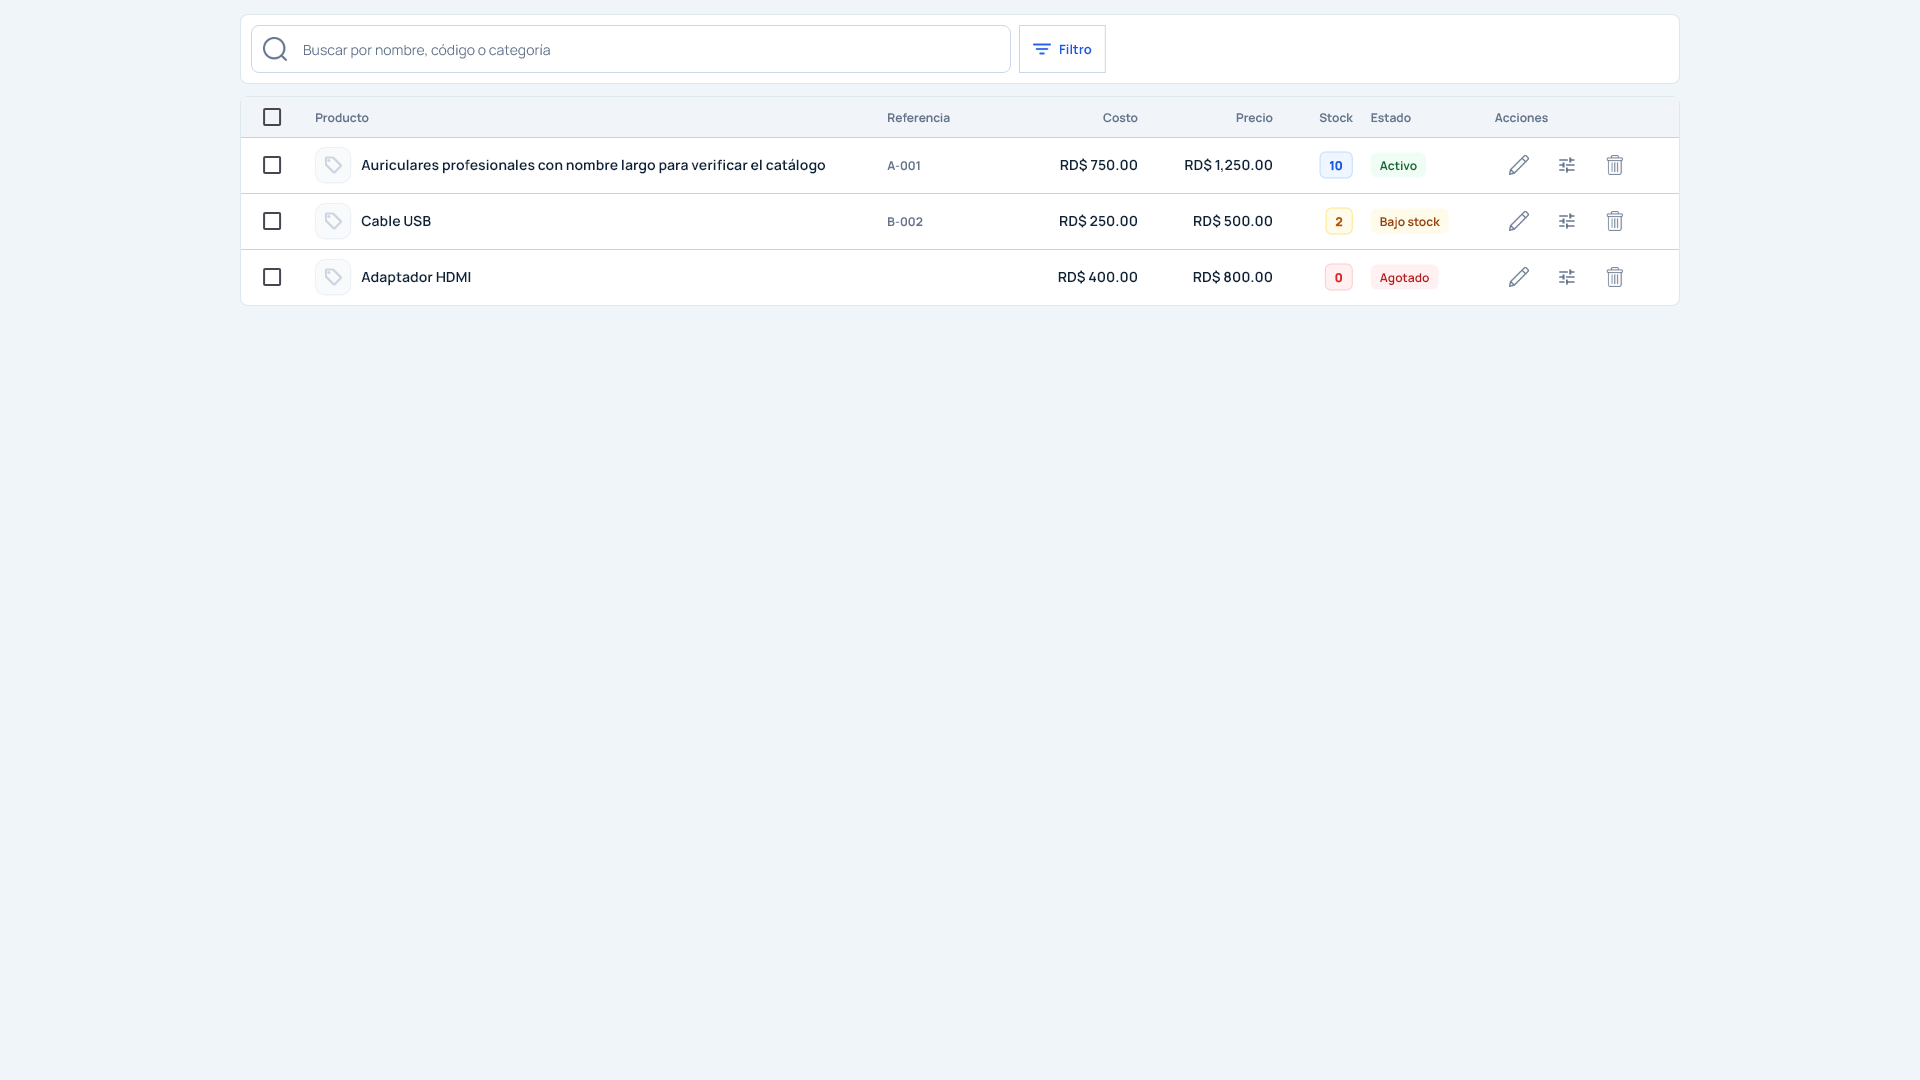 Buscar por nombre, código o categoría
Filtro
Producto Referencia Costo Precio Stock Estado Acciones
Auriculares profesionales con nombre largo para verificar el catálogo A-001 RD$ 750.00 RD$ 1,250.00 10 Activo
Cable USB B-002 RD$ 250.00 RD$ 500.00 2 Bajo stock
Adaptador HDMI RD$ 400.00 RD$ 800.00 0 Agotado